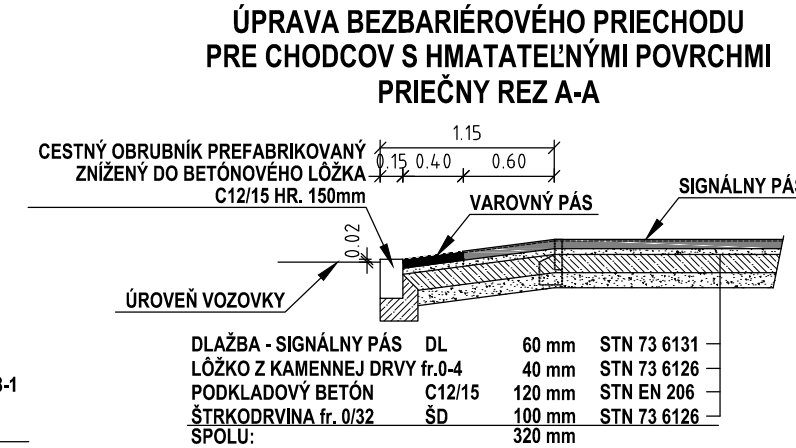 ÚPRAVA BEZBARIÉROVÉHO PRIECHODU
PRE CHODCOV S HMATATEĽNÝMI POVRCHMI
PRIEČNY REZ A-A
1.15
CESTNÝ OBRUBNÍK PREFABRIKOVANÝ
0.15 0.40 0.60
ZNÍŽENÝ DO BETÓNOVÉHO LÔŽKA
C12/15 HR. 150mm
VAROVNÝ PÁS
SIGNÁLNY PÁS
0.02
ÚROVEŇ VOZOVKY
DLAŽBA - SIGNÁLNY PÁS DL 60 mm STN 73 6131
LÔŽKO Z KAMENNEJ DRVY fr.0-4 40 mm STN 73 6126
PODKLADOVÝ BETÓN C12/15 120 mm STN EN 206
ŠTRKODRVINA fr. 0/32 ŠD 100 mm STN 73 6126
SPOLU: 320 mm